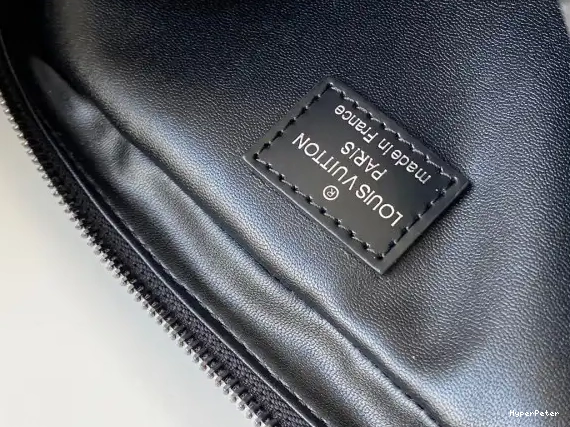 ®
LOUIS VUITTON
PARIS
made in France
HyperPeter